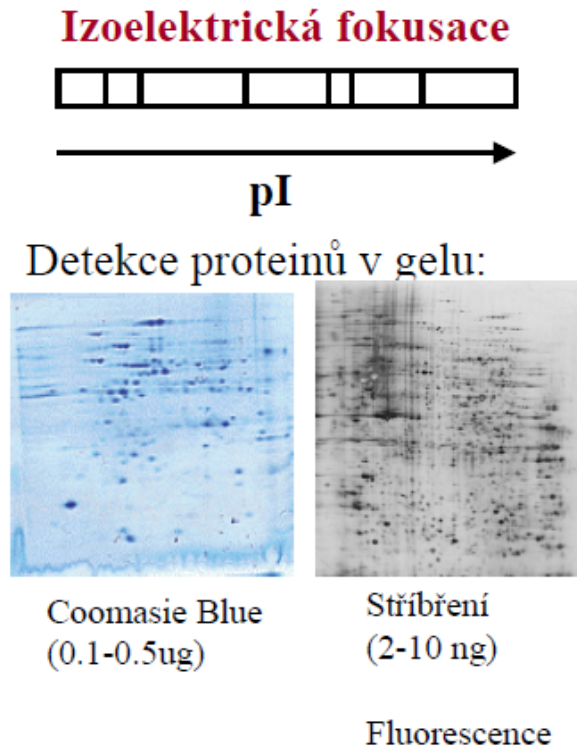 Izoelektrická fokusace
pI
Detekce proteinů v gelu:
Coomasie Blue
(0.1-0.5ug)
Stříbření
(2-10 ng)
Fluorescence